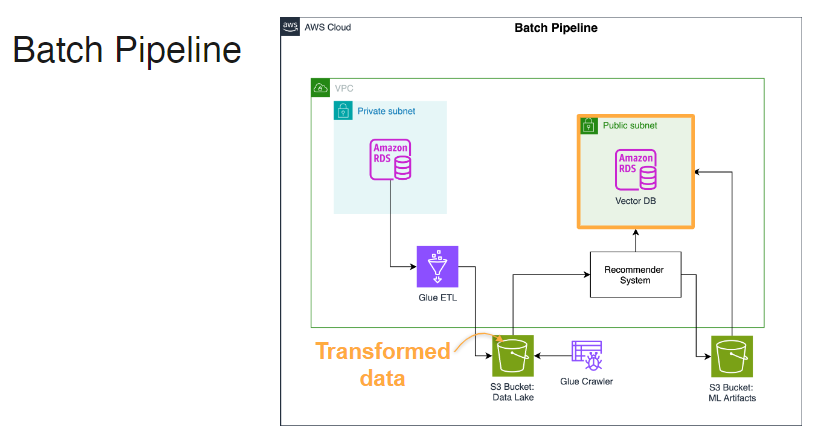 Batch Pipeline
aws
AWS Cloud
Batch Pipeline
VPC
Private subnet
Amazon
RDS
Public subnet
Amazon
RDS
Vector DB
Glue ETL
Recommender
System
Transformed
data
S3 Bucket:
Data Lake
Glue Crawler
S3 Bucket:
ML Artifacts